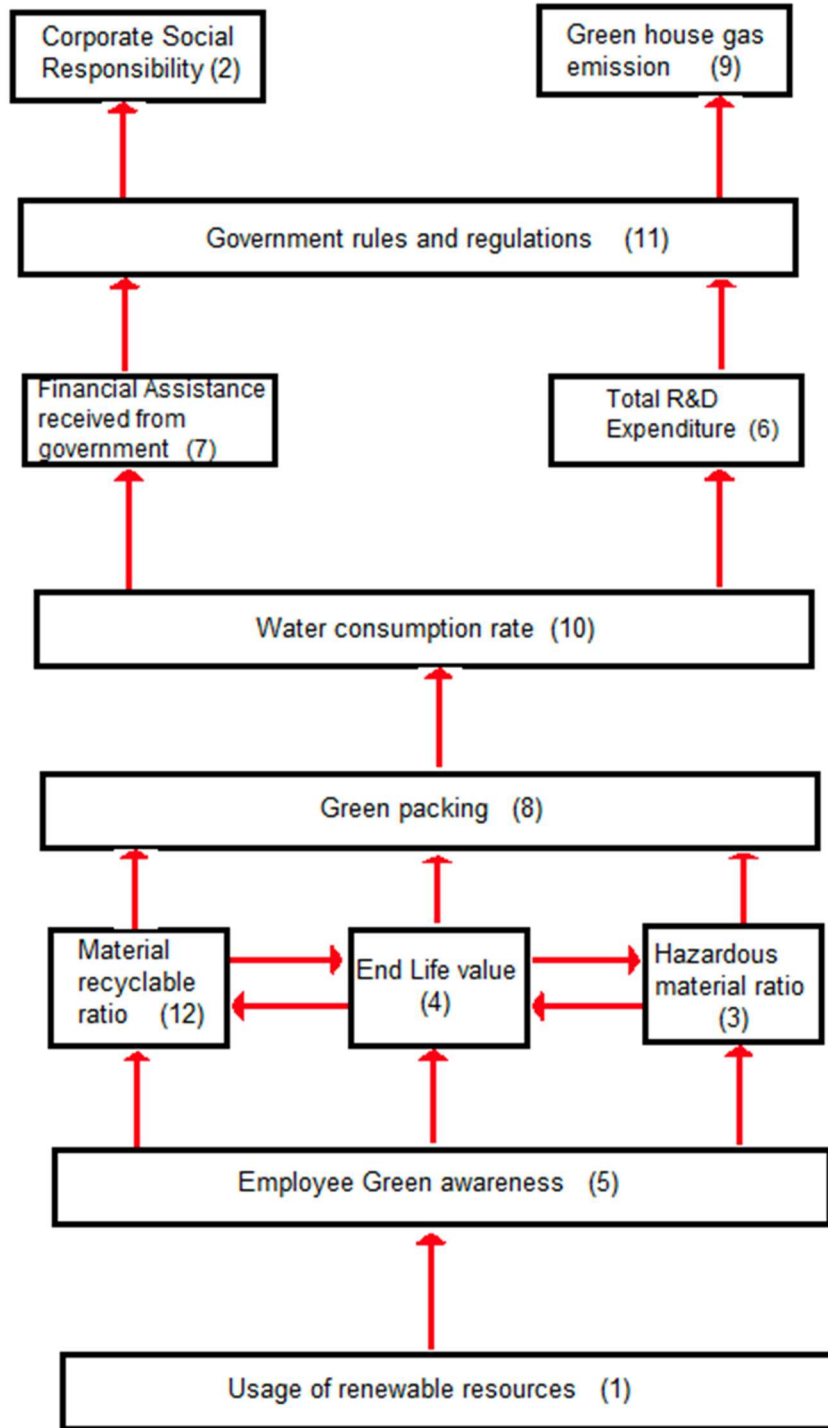 Corporate Social
Responsibility (2)
Green house gas
emission (9)
Government rules and regulations (11)
Financial Assistance
received from
government (7)
Total R&D
Expenditure (6)
Water consumption rate (10)
Green packing (8)
Material
recyclable
ratio (12)
End Life value
(4)
Hazardous
material ratio
(3)
Employee Green awareness (5)
Usage of renewable resources (1)